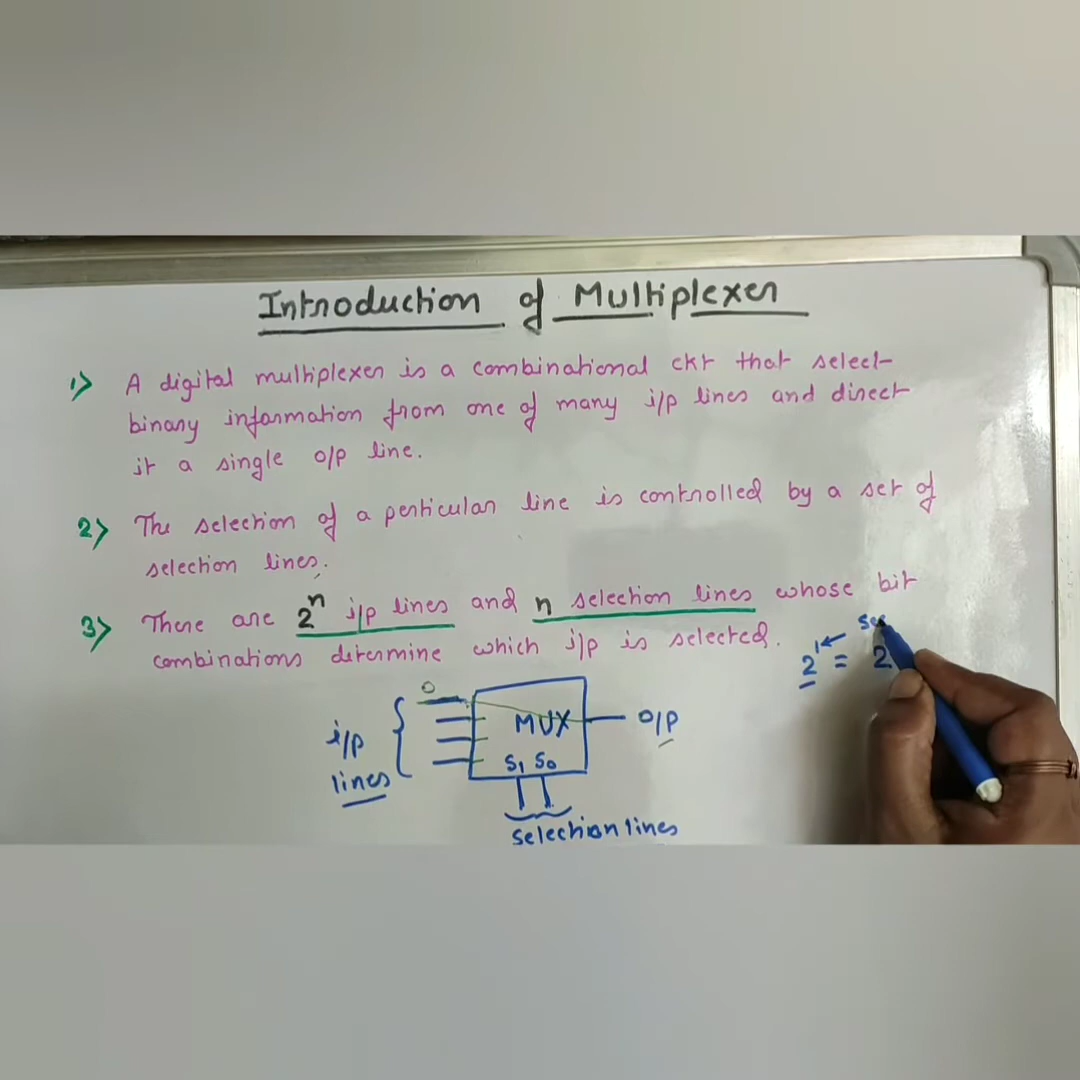 Introduction of Multiplexer
1> A digital multiplexer is a combinational ckt that select
binary information from one of many i/p lines and direct
it a single o/p line.
2> The selection of a perticular line is controlled by a set of
selection lines.
3> There are 2^n i/p lines and n selection lines whose bit
combinations determine which i/p is selected.
Se
2^1 = 2
0
i/p
lines
MUX
O/P
S1 S0
Selection lines